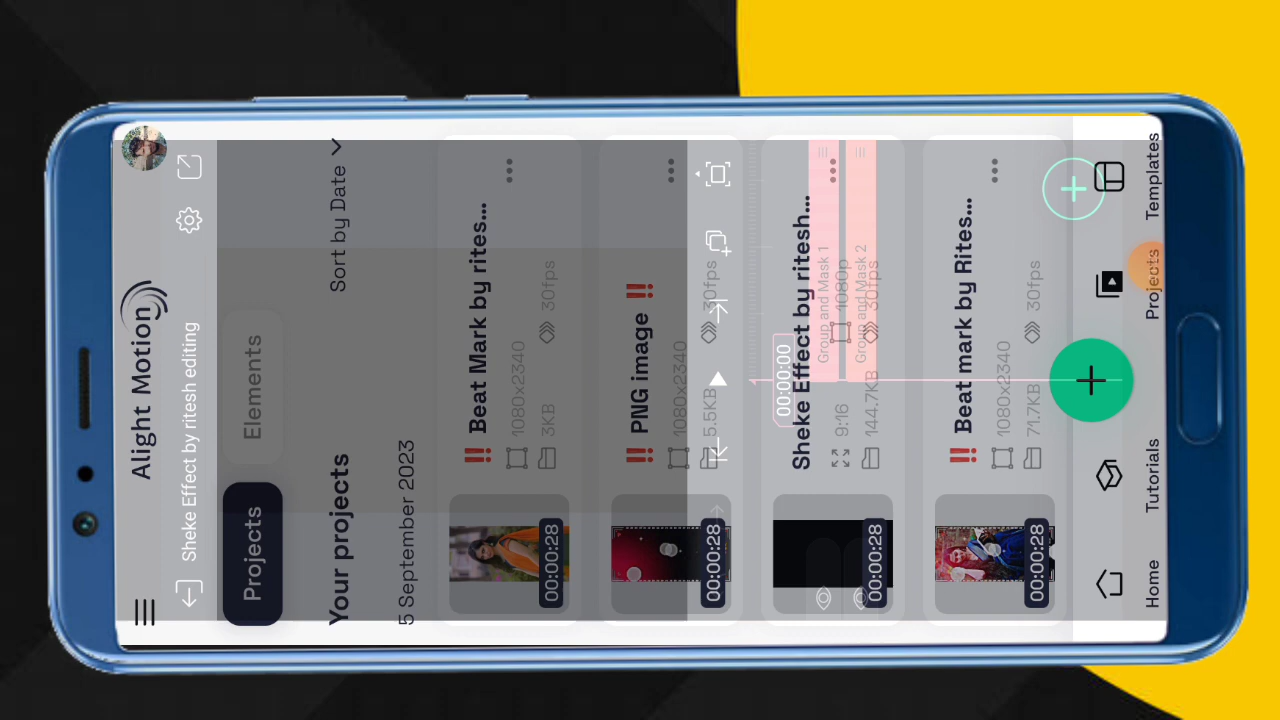 Alight Motion
Sheke Effect by ritesh editing
Projects
Elements
Your projects
Sort by Date
5 September 2023
!! Beat Mark by rites...
1080x2340
3KB
30fps
00:00:28
!! PNG image !!
1080x2340
5.5KB
30fps
00:00:28
00:00:00
Sheke Effect by ritesh...
Group and Mask 1
9:16
1080p
Group and Mask 2
144.7KB
30fps
00:00:28
!! Beat mark by Rites...
1080x2340
71.7KB
30fps
00:00:28
Home
Tutorials
Projects
Templates